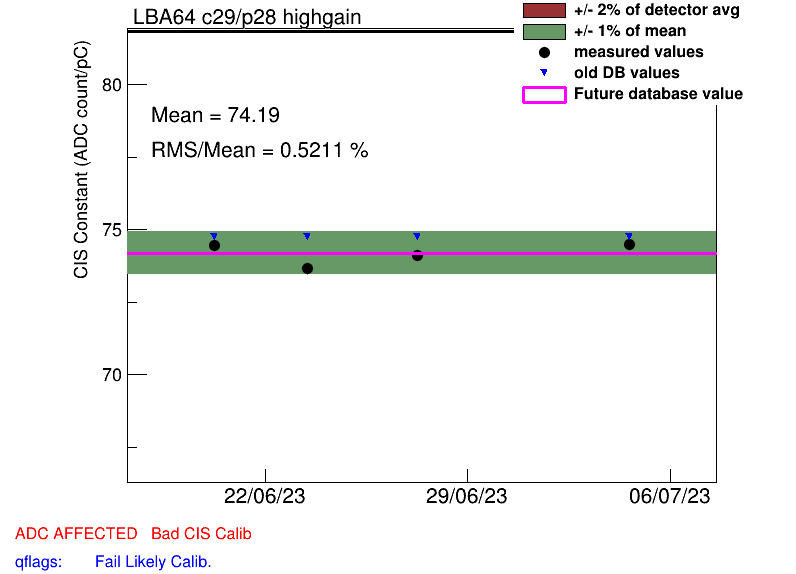 LBA64 c29/p28 highgain
+/- 2% of detector avg
+/- 1% of mean
measured values
old DB values
Future database value
CIS Constant (ADC count/pC)
80
Mean = 74.19
RMS/Mean = 0.5211 %
75
70
22/06/23 29/06/23 06/07/23
ADC AFFECTED Bad CIS Calib
qflags: Fail Likely Calib.